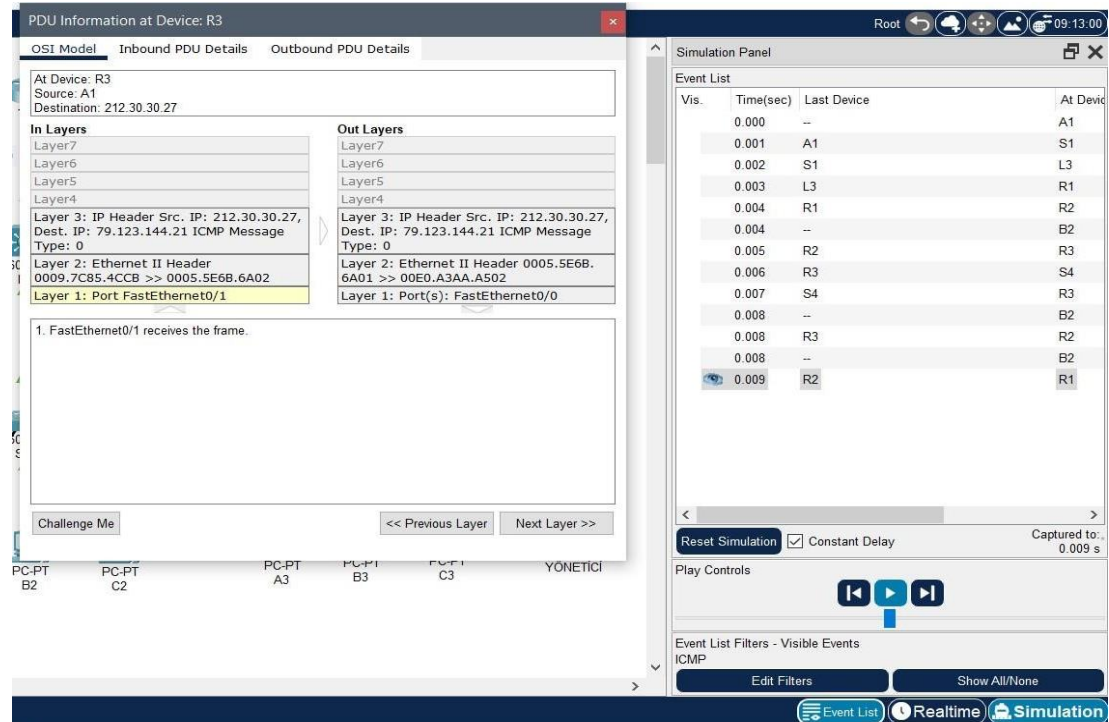 PDU Information at Device: R3
Root
09:13:00
OSI Model Inbound PDU Details Outbound PDU Details
At Device: R3
Source: A1
Destination: 212.30.30.27
In Layers
Layer7
Layer6
Layer5
Layer4
Layer 3: IP Header Src. IP: 212.30.30.27,
Dest. IP: 79.123.144.21 ICMP Message
Type: 0
Layer 2: Ethernet II Header
0009.7C85.4CCB >> 0005.5E6B.6A02
Layer 1: Port FastEthernet0/1
Out Layers
Layer7
Layer6
Layer5
Layer4
Layer 3: IP Header Src. IP: 212.30.30.27,
Dest. IP: 79.123.144.21 ICMP Message
Type: 0
Layer 2: Ethernet II Header 0005.5E6B.
6A01 >> 00E0.A3AA.A502
Layer 1: Port(s): FastEthernet0/0
1. FastEthernet0/1 receives the frame.
Challenge Me
<< Previous Layer
Next Layer >>
PC-PT
B2
PC-PT
C2
PC-PT
A3
PC-PT
B3
PC-PT
C3
YÖNETİCİ
Simulation Panel
Event List
Vis. Time(sec) Last Device At Devic
0.000 -- A1
0.001 A1 S1
0.002 S1 L3
0.003 L3 R1
0.004 R1 R2
0.004 -- B2
0.005 R2 R3
0.006 R3 S4
0.007 S4 R3
0.008 -- B2
0.008 R3 R2
0.008 -- B2
0.009 R2 R1
Reset Simulation Constant Delay
Captured to:
0.009 s
Play Controls
Event List Filters - Visible Events
ICMP
Edit Filters
Show All/None
Event List
Realtime
Simulation